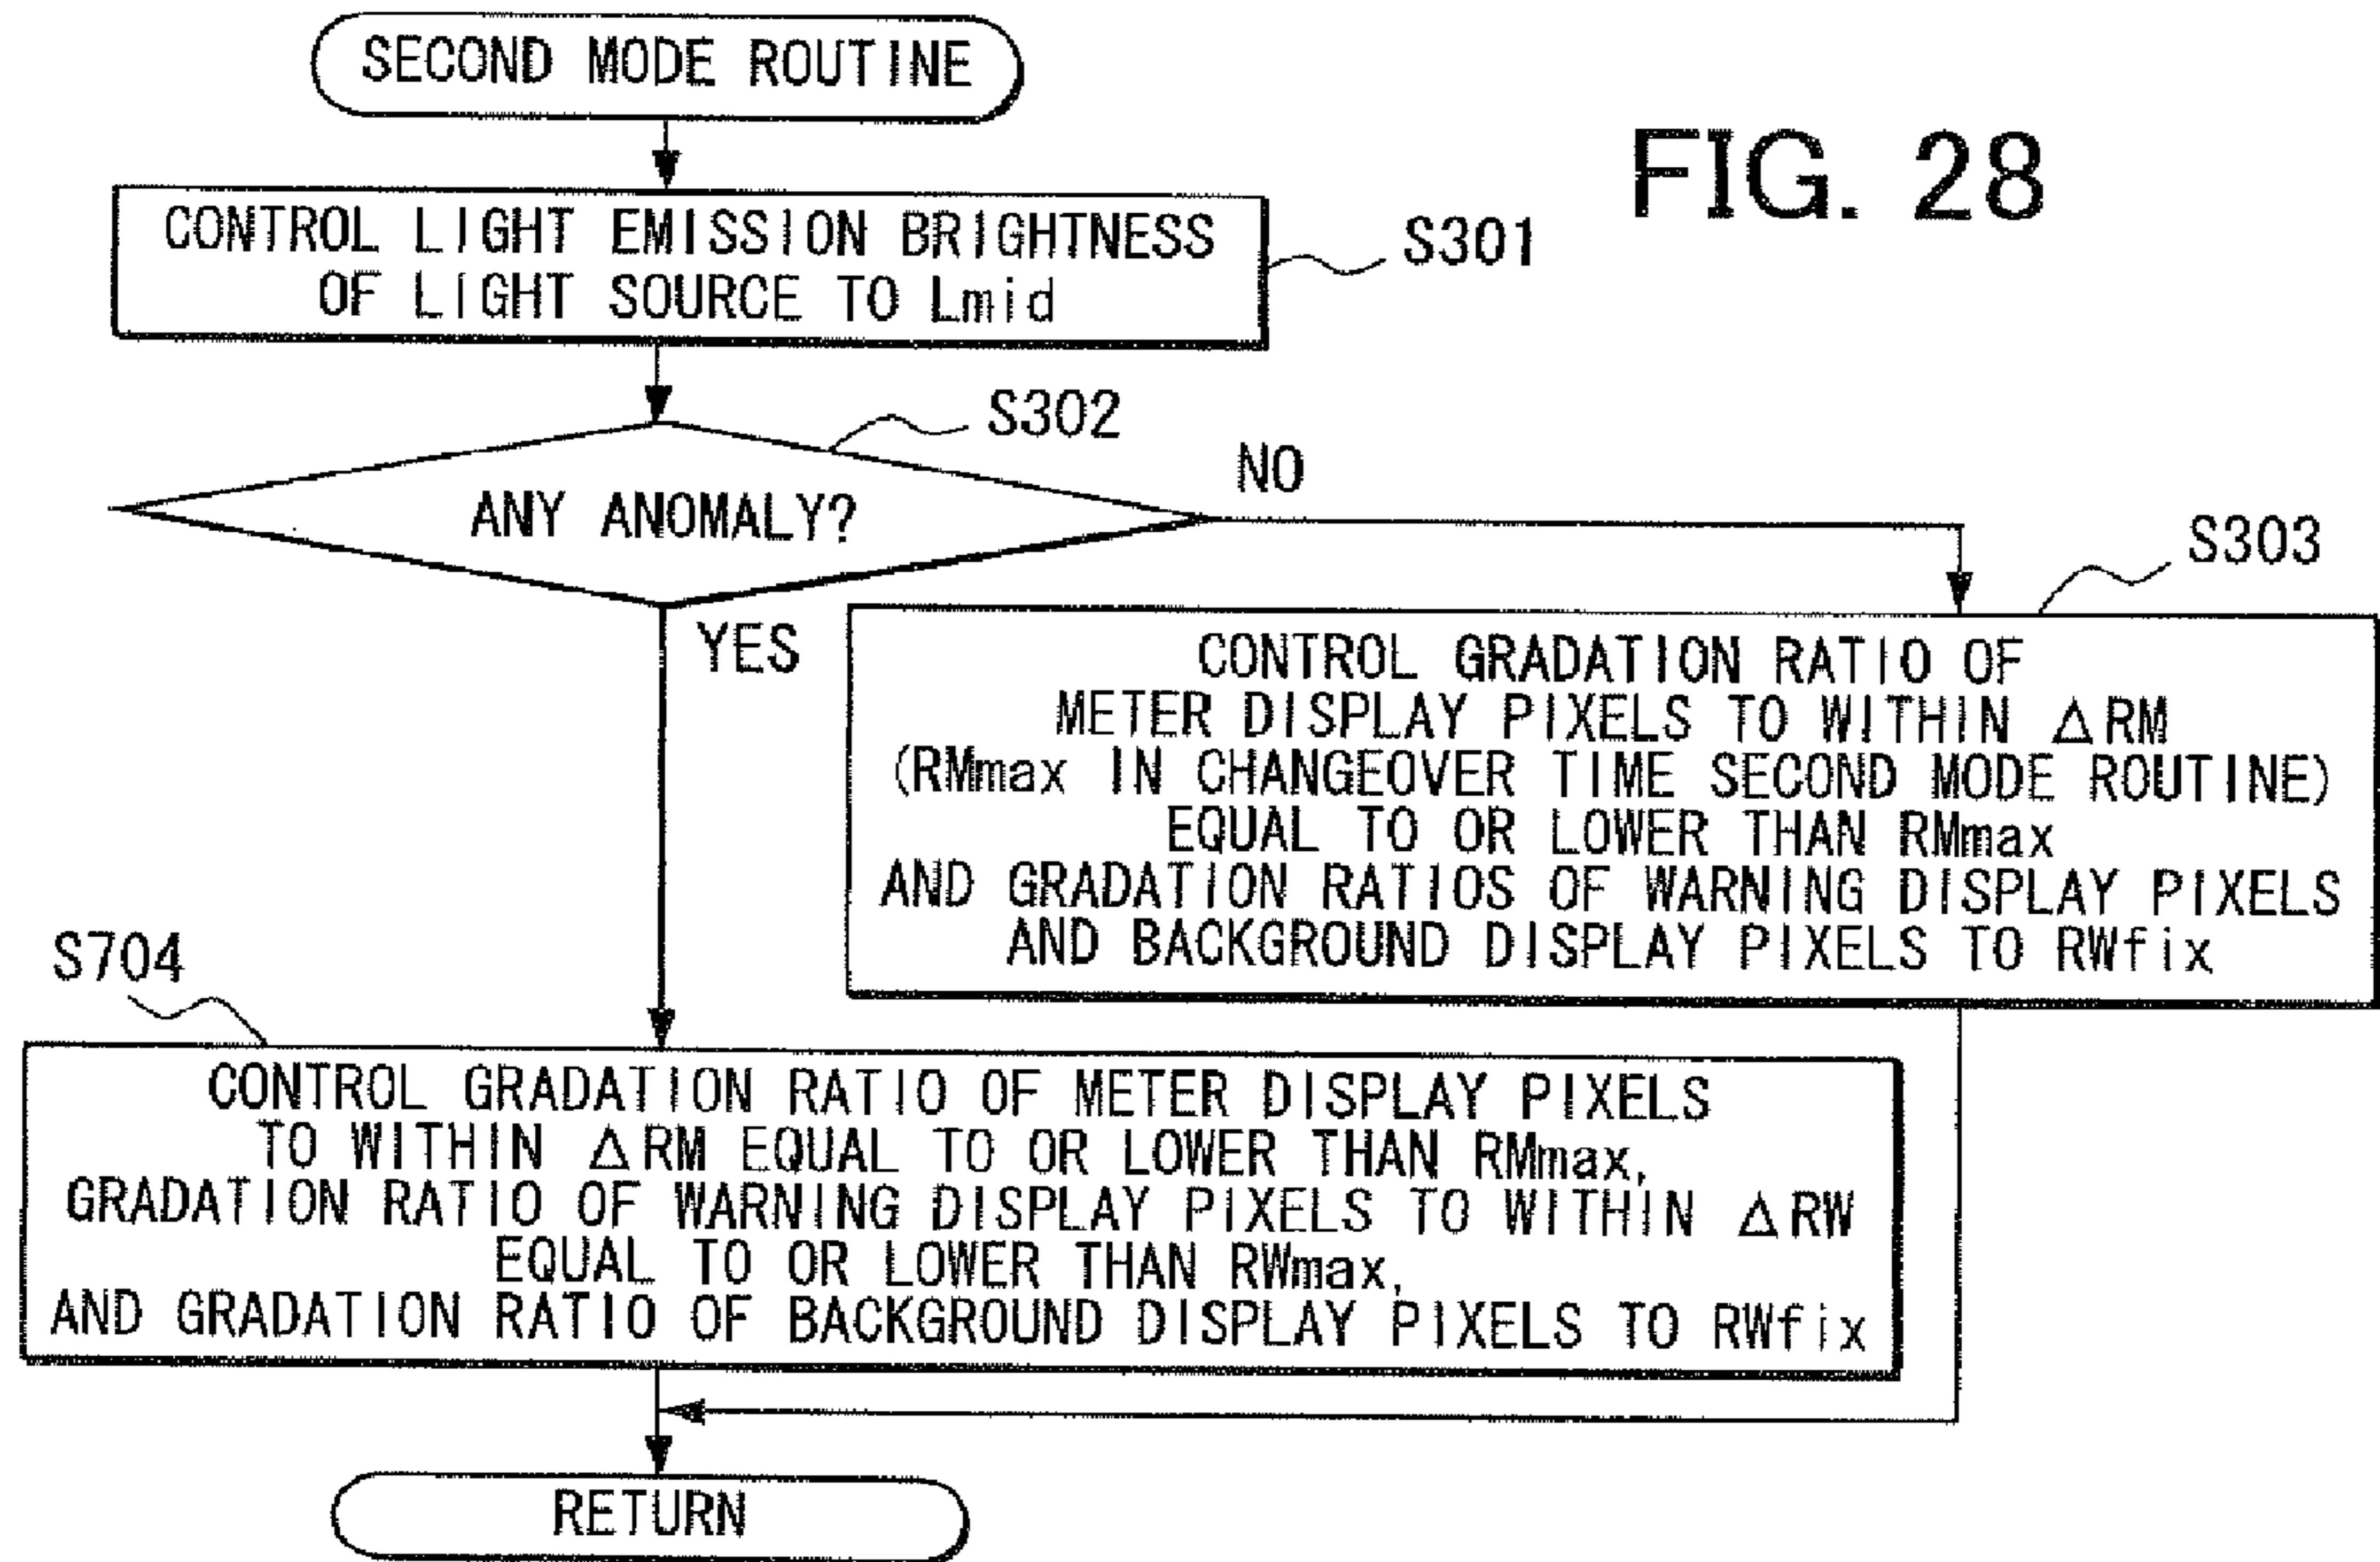 SECOND MODE ROUTINE
FIG. 28
CONTROL LIGHT EMISSION BRIGHTNESS
OF LIGHT SOURCE TO Lmid
S301
S302
ANY ANOMALY?
NO
YES
S303
CONTROL GRADATION RATIO OF
METER DISPLAY PIXELS TO WITHIN △RM
(RMmax IN CHANGEOVER TIME SECOND MODE ROUTINE)
EQUAL TO OR LOWER THAN RMmax
AND GRADATION RATIOS OF WARNING DISPLAY PIXELS
AND BACKGROUND DISPLAY PIXELS TO RWfix
S704
CONTROL GRADATION RATIO OF METER DISPLAY PIXELS
TO WITHIN △RM EQUAL TO OR LOWER THAN RMmax,
GRADATION RATIO OF WARNING DISPLAY PIXELS TO WITHIN △RW
EQUAL TO OR LOWER THAN RWmax,
AND GRADATION RATIO OF BACKGROUND DISPLAY PIXELS TO RWfix
RETURN